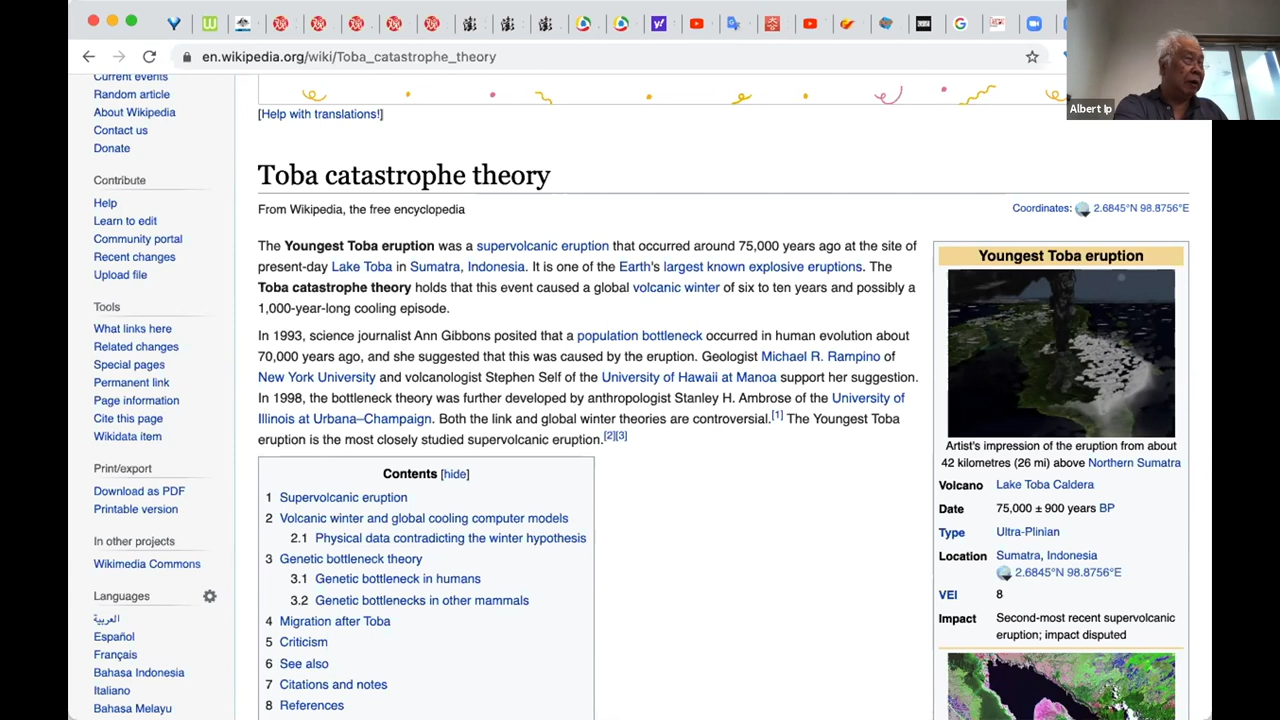 en.wikipedia.org/wiki/Toba_catastrophe_theory
Albert Ip
Current events
Random article
About Wikipedia
Contact us
Donate
Contribute
Help
Learn to edit
Community portal
Recent changes
Upload file
Tools
What links here
Related changes
Special pages
Permanent link
Page information
Cite this page
Wikidata item
Print/export
Download as PDF
Printable version
In other projects
Wikimedia Commons
Languages
العربية
Español
Français
Bahasa Indonesia
Italiano
Bahasa Melayu
[Help with translations!]
Toba catastrophe theory
From Wikipedia, the free encyclopedia
Coordinates: 2.6845°N 98.8756°E
The Youngest Toba eruption was a supervolcanic eruption that occurred around 75,000 years ago at the site of
present-day Lake Toba in Sumatra, Indonesia. It is one of the Earth's largest known explosive eruptions. The
Toba catastrophe theory holds that this event caused a global volcanic winter of six to ten years and possibly a
1,000-year-long cooling episode.
In 1993, science journalist Ann Gibbons posited that a population bottleneck occurred in human evolution about
70,000 years ago, and she suggested that this was caused by the eruption. Geologist Michael R. Rampino of
New York University and volcanologist Stephen Self of the University of Hawaii at Manoa support her suggestion.
In 1998, the bottleneck theory was further developed by anthropologist Stanley H. Ambrose of the University of
Illinois at Urbana–Champaign. Both the link and global winter theories are controversial.[1] The Youngest Toba
eruption is the most closely studied supervolcanic eruption.[2][3]
Contents [hide]
1 Supervolcanic eruption
2 Volcanic winter and global cooling computer models
2.1 Physical data contradicting the winter hypothesis
3 Genetic bottleneck theory
3.1 Genetic bottleneck in humans
3.2 Genetic bottlenecks in other mammals
4 Migration after Toba
5 Criticism
6 See also
7 Citations and notes
8 References
Youngest Toba eruption
Artist's impression of the eruption from about
42 kilometres (26 mi) above Northern Sumatra
Volcano Lake Toba Caldera
Date 75,000 ± 900 years BP
Type Ultra-Plinian
Location Sumatra, Indonesia
2.6845°N 98.8756°E
VEI 8
Impact Second-most recent supervolcanic
eruption; impact disputed